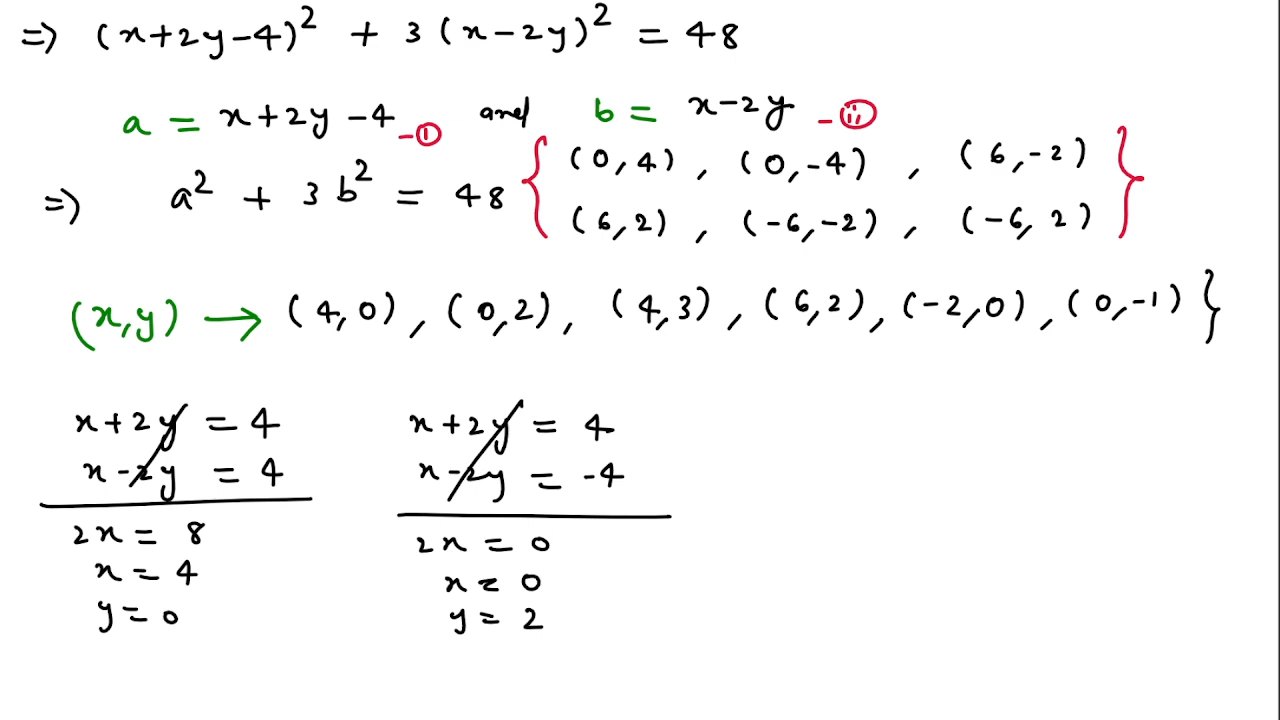 => (x+2y-4)² + 3(x-2y)² = 48
a = x+2y-4 -① and b = x-2y -ⓘⓘ
=> a² + 3b² = 48 { (0,4), (0,-4), (6,-2)
(6,2), (-6,-2), (-6,2) }
(x,y) → (4,0), (0,2), (4,3), (6,2), (-2,0), (0,-1)}
x+2y = 4
x-2y = 4
2x = 8
x = 4
y = 0
x+2y = 4
x-2y = -4
2x = 0
x = 0
y = 2